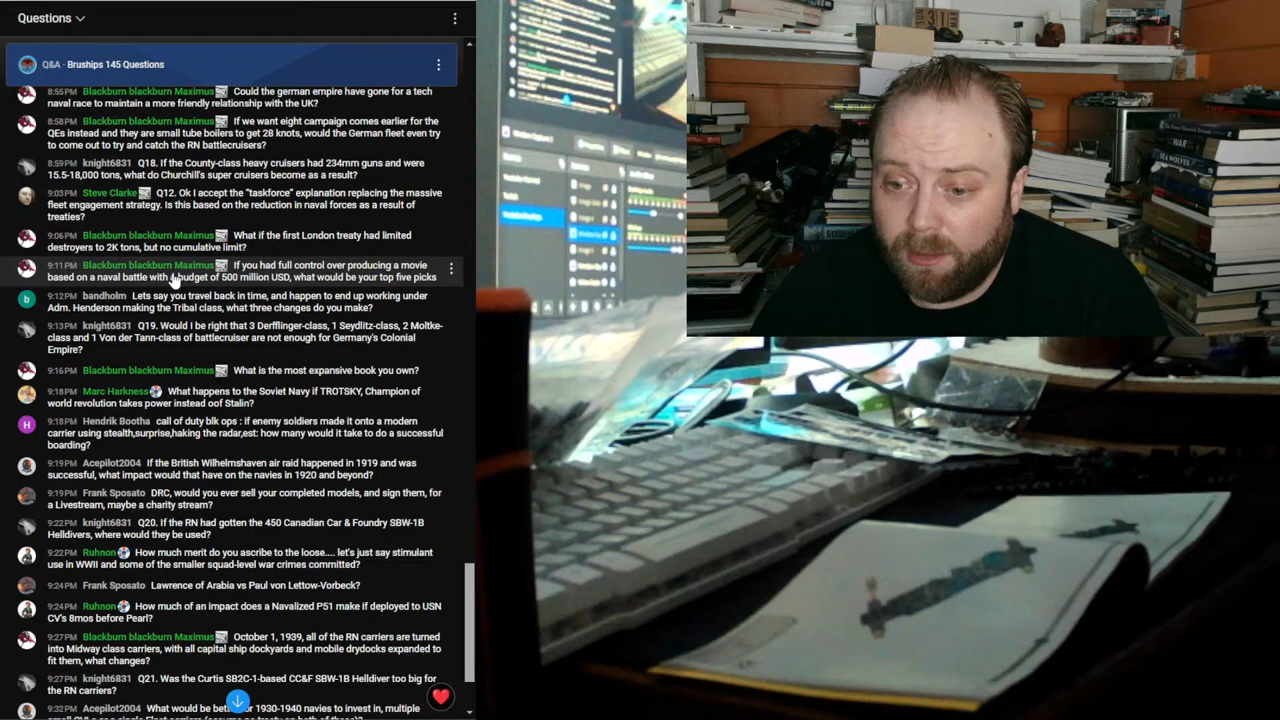 Questions
Q&A · Bruships 145 Questions
8:55PM Blackburn blackburn Maximus Could the german empire have gone for a tech
naval race to maintain a more friendly relationship with the UK?
8:58PM Blackburn blackburn Maximus If we want eight campaign comes earlier for the
QEs instead and they are small tube boilers to get 28 knots, would the German fleet even try
to come out to try and catch the RN battlecruisers?
8:59PM knight6831 Q18. If the County-class heavy cruisers had 234mm guns and were
15.5-18,000 tons, what do Churchill's super cruisers become as a result?
9:03PM Steve Clarke Q12. Ok I accept the "taskforce" explanation replacing the massive
fleet engagement strategy. Is this based on the reduction in naval forces as a result of
treaties?
9:06PM Blackburn blackburn Maximus What if the first London treaty had limited
destroyers to 2K tons, but no cumulative limit?
9:11PM Blackburn blackburn Maximus If you had full control over producing a movie
based on a naval battle with budget of 500 million USD, what would be your top five picks
9:12PM bandholm Lets say you travel back in time, and happen to end up working under
Adm. Henderson making the Tribal class, what three changes do you make?
9:13PM knight6831 Q19. Would I be right that 3 Derfflinger-class, 1 Seydlitz-class, 2 Moltke-
class and 1 Von der Tann-class of battlecruiser are not enough for Germany's Colonial
Empire?
9:16PM Blackburn blackburn Maximus What is the most expansive book you own?
9:18PM Marc Harkness What happens to the Soviet Navy if TROTSKY, Champion of
world revolution takes power instead oof Stalin?
H
9:18PM Hendrik Bootha call of duty blk ops : if enemy soldiers made it onto a modern
carrier using stealth,surprise,haking the radar,est: how many would it take to do a successful
boarding?
9:19PM Acepilot2004 If the British Wilhelmshaven air raid happened in 1919 and was
successful, what impact would that have on the navies in 1920 and beyond?
9:19PM Frank Sposato DRC, would you ever sell your completed models, and sign them, for
a Livestream, maybe a charity stream?
9:22PM knight6831 Q20. If the RN had gotten the 450 Canadian Car & Foundry SBW-1B
Helldivers, where would they be used?
9:22PM Ruhnon How much merit do you ascribe to the loose.... let's just say stimulant
use in WWII and some of the smaller squad-level war crimes committed?
9:24PM Frank Sposato Lawrence of Arabia vs Paul von Lettow-Vorbeck?
9:24PM Ruhnon How much of an impact does a Navalized P51 make if deployed to USN
CV's 8mos before Pearl?
9:27PM Blackburn blackburn Maximus October 1, 1939, all of the RN carriers are turned
into Midway class carriers, with all capital ship dockyards and mobile drydocks expanded to
fit them, what changes?
9:27PM knight6831 Q21. Was the Curtis SB2C-1-based CC&F SBW-1B Helldiver too big for
the RN carriers?
9:32PM Acepilot2004 What would be 1930-1940 navies to invest in, multiple
WAR
SEA WOLVES